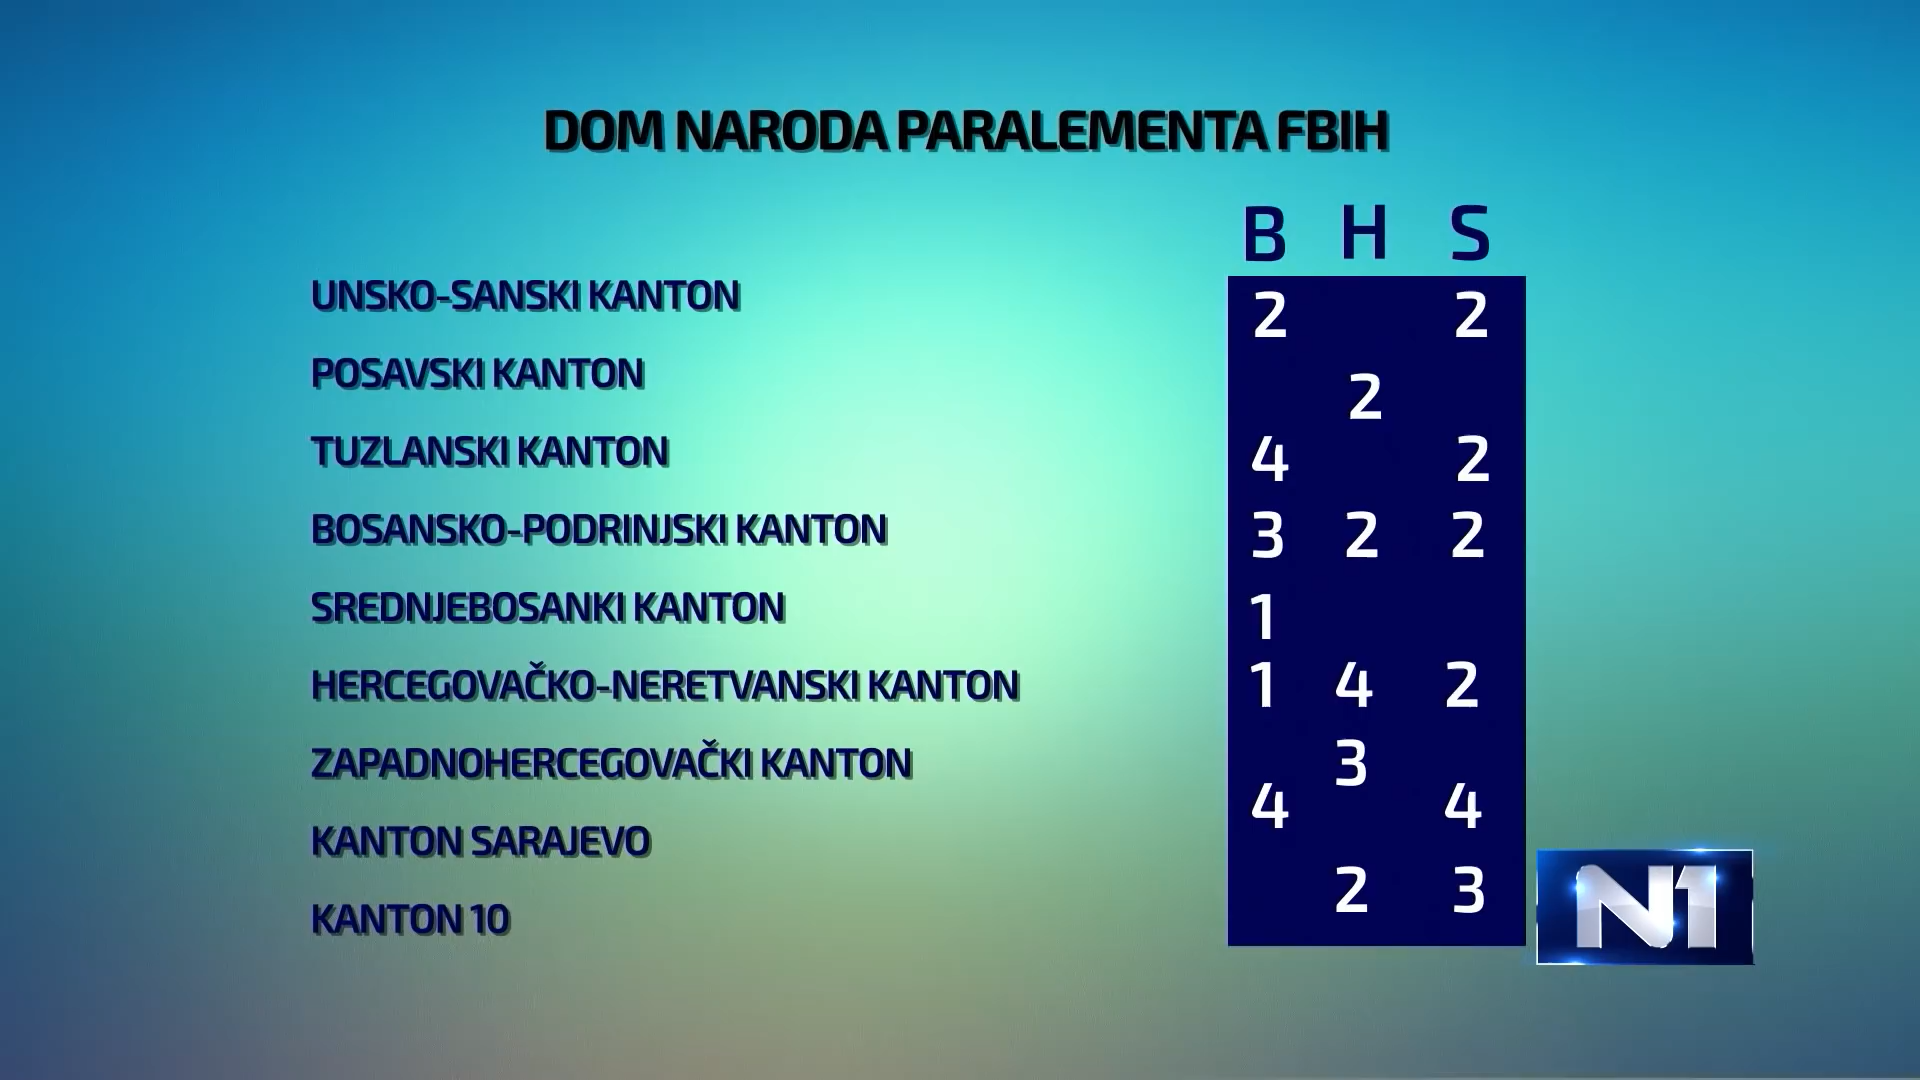 DOM NARODA PARALEMENTA FBIH
B H S
UNSKO-SANSKI KANTON 2 2
POSAVSKI KANTON 2
TUZLANSKI KANTON 4 2
BOSANSKO-PODRINJSKI KANTON 3 2 2
SREDNJEBOSANKI KANTON 1
HERCEGOVAČKO-NERETVANSKI KANTON 1 4 2
ZAPADNOHERCEGOVAČKI KANTON 3
KANTON SARAJEVO 4 4
KANTON 10 2 3
N1